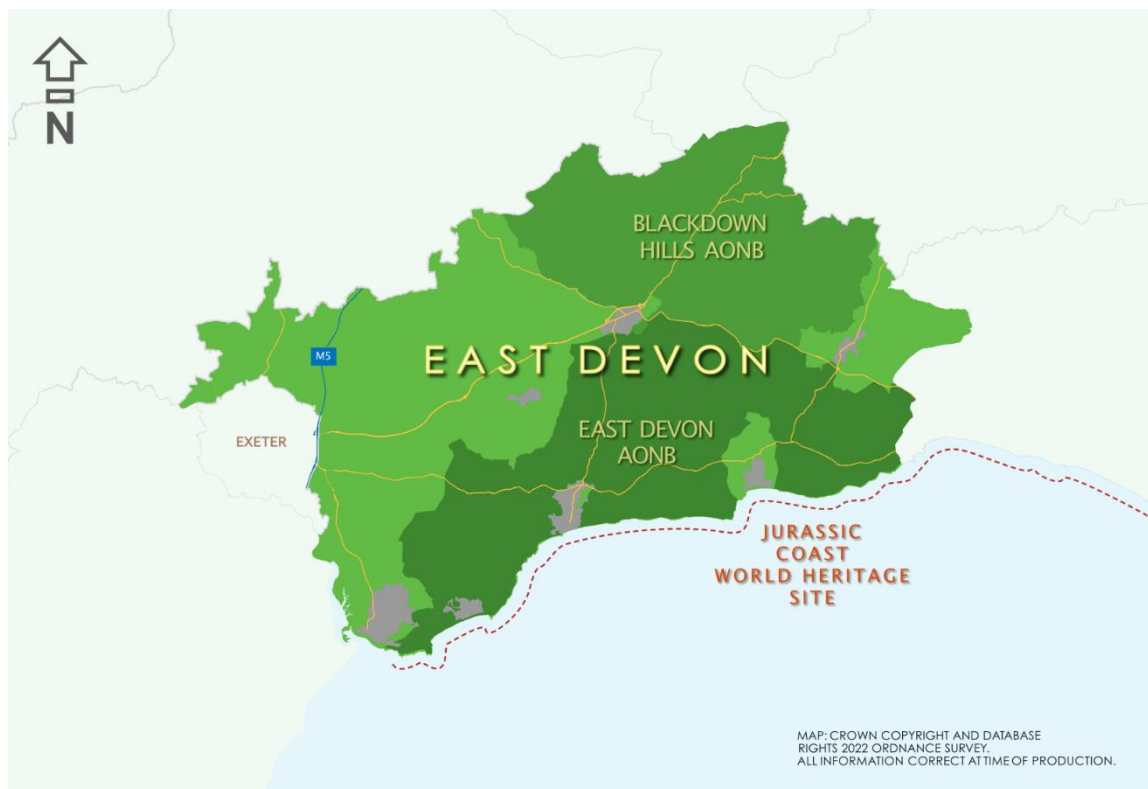 N
BLACKDOWN
HILLS AONB
M5
EAST DEVON
EXETER
EAST DEVON
AONB
JURASSIC
COAST
WORLD HERITAGE
SITE
MAP: CROWN COPYRIGHT AND DATABASE
RIGHTS 2022 ORDNANCE SURVEY.
ALL INFORMATION CORRECT AT TIME OF PRODUCTION.